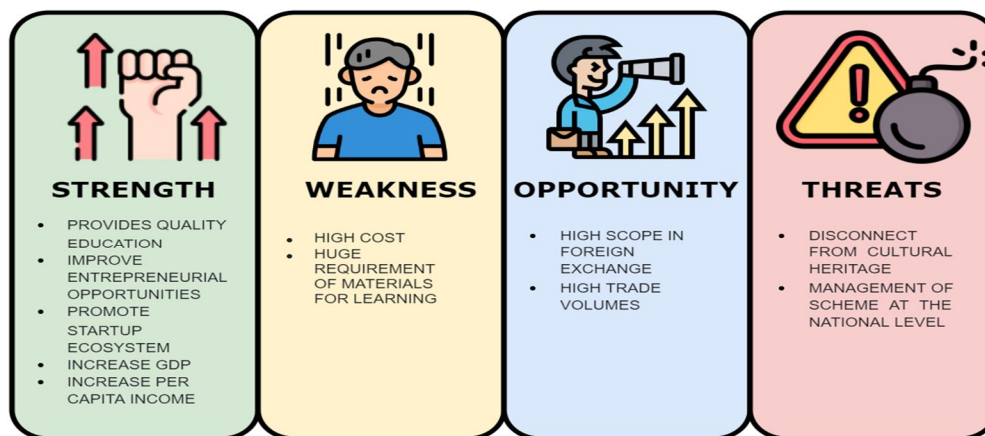 STRENGTH
• PROVIDES QUALITY
EDUCATION
• IMPROVE
ENTREPRENEURIAL
OPPORTUNITIES
• PROMOTE
STARTUP
ECOSYSTEM
• INCREASE GDP
• INCREASE PER
CAPITA INCOME
WEAKNESS
• HIGH COST
• HUGE
REQUIREMENT
OF MATERIALS
FOR LEARNING
OPPORTUNITY
• HIGH SCOPE IN
FOREIGN
EXCHANGE
• HIGH TRADE
VOLUMES
THREATS
• DISCONNECT
FROM CULTURAL
HERITAGE
• MANAGEMENT OF
SCHEME AT THE
NATIONAL LEVEL